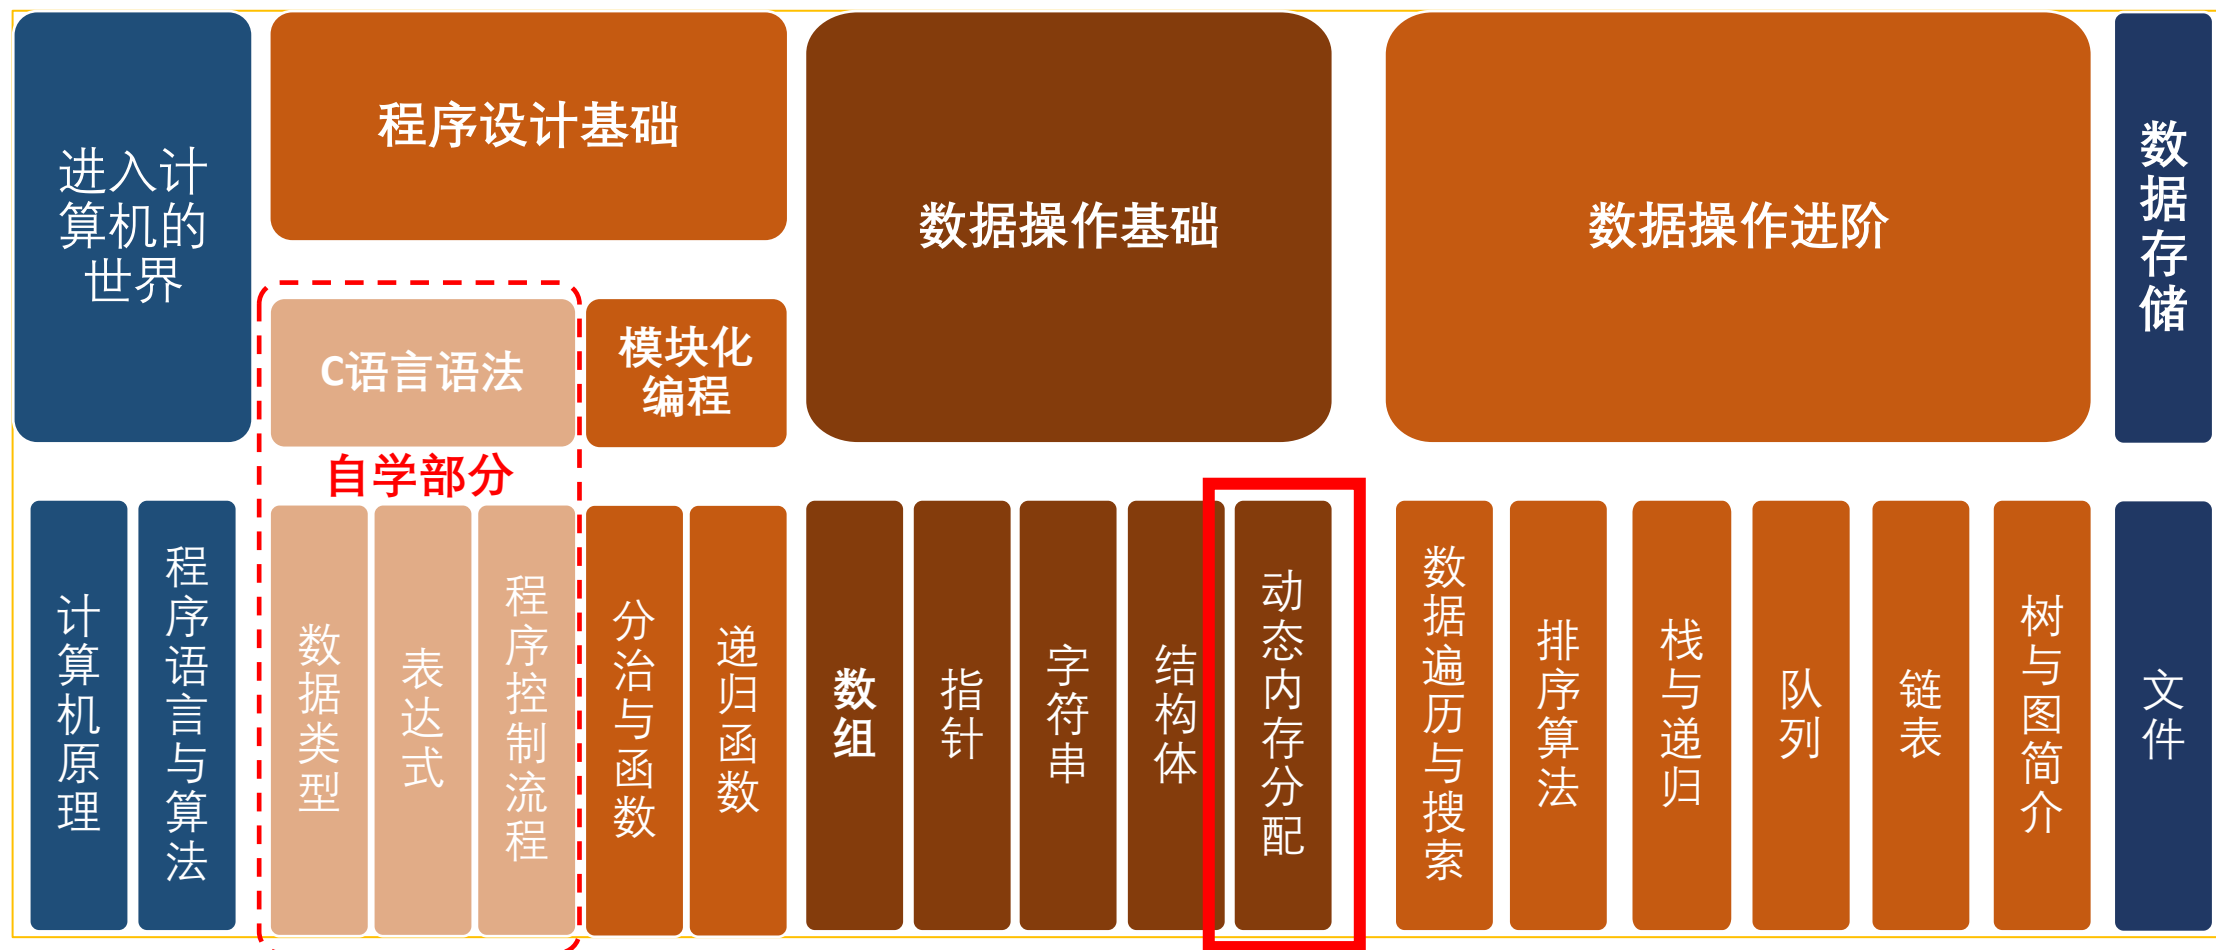 进入计
算机的
世界
程序设计基础
数据操作基础
数据操作进阶
数据存储
C语言语法
模块化
编程
自学部分
计算机原理
程序语言与算法
数据类型
表达式
程序控制流程
分治与函数
递归函数
数组
指针
字符串
结构体
动态内存分配
数据遍历与搜索
排序算法
栈与递归
队列
链表
树与图简介
文件